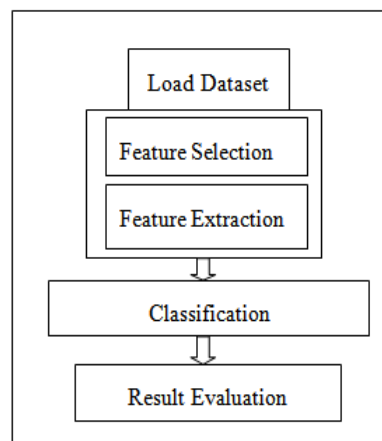 Load Dataset
Feature Selection
Feature Extraction
Classification
Result Evaluation